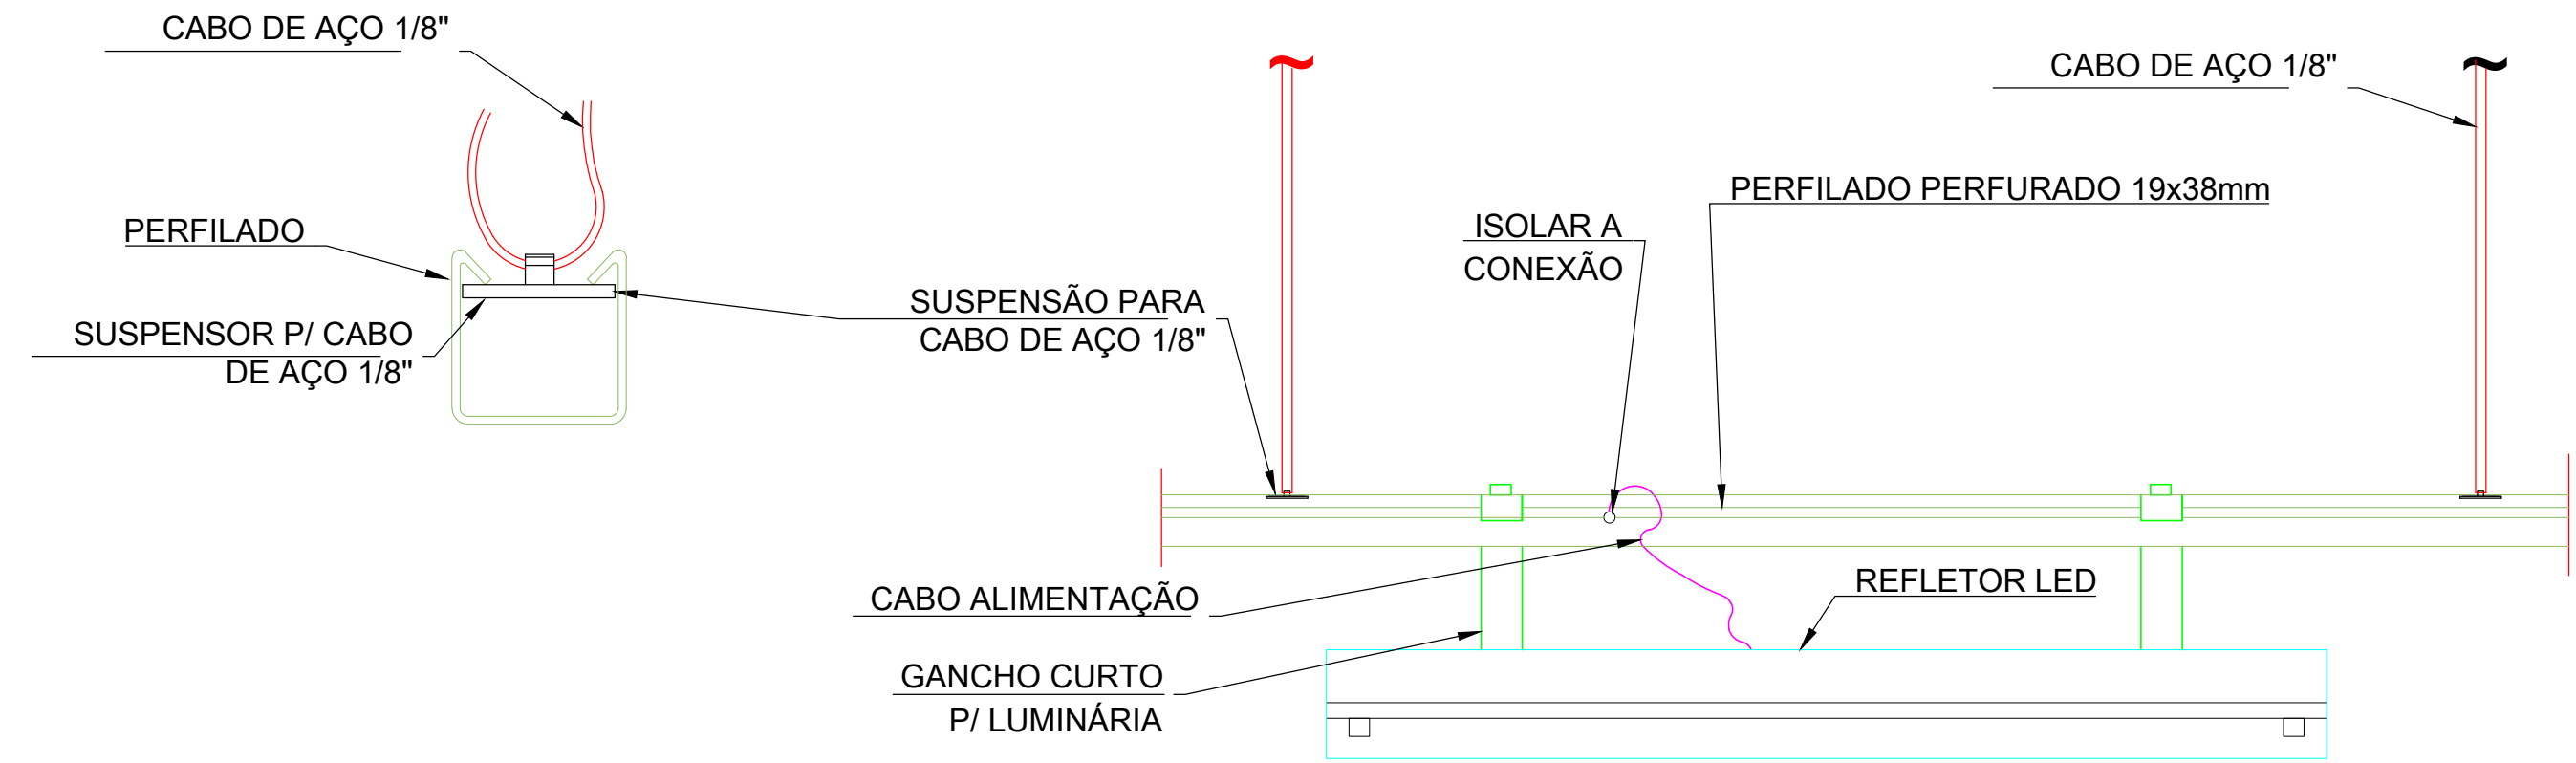 CABO DE AÇO 1/8"
PERFILADO
SUSPENSOR P/ CABO
DE AÇO 1/8"
SUSPENSÃO PARA
CABO DE AÇO 1/8"
CABO DE AÇO 1/8"
PERFILADO PERFURADO 19x38mm
ISOLAR A
CONEXÃO
CABO ALIMENTAÇÃO
REFLETOR LED
GANCHO CURTO
P/ LUMINÁRIA